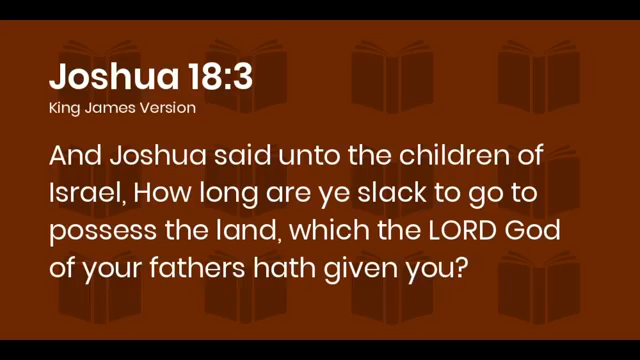 Joshua 18:3
King James Version
And Joshua said unto the children of
Israel, How long are ye slack to go to
possess the land, which the LORD God
of your fathers hath given you?